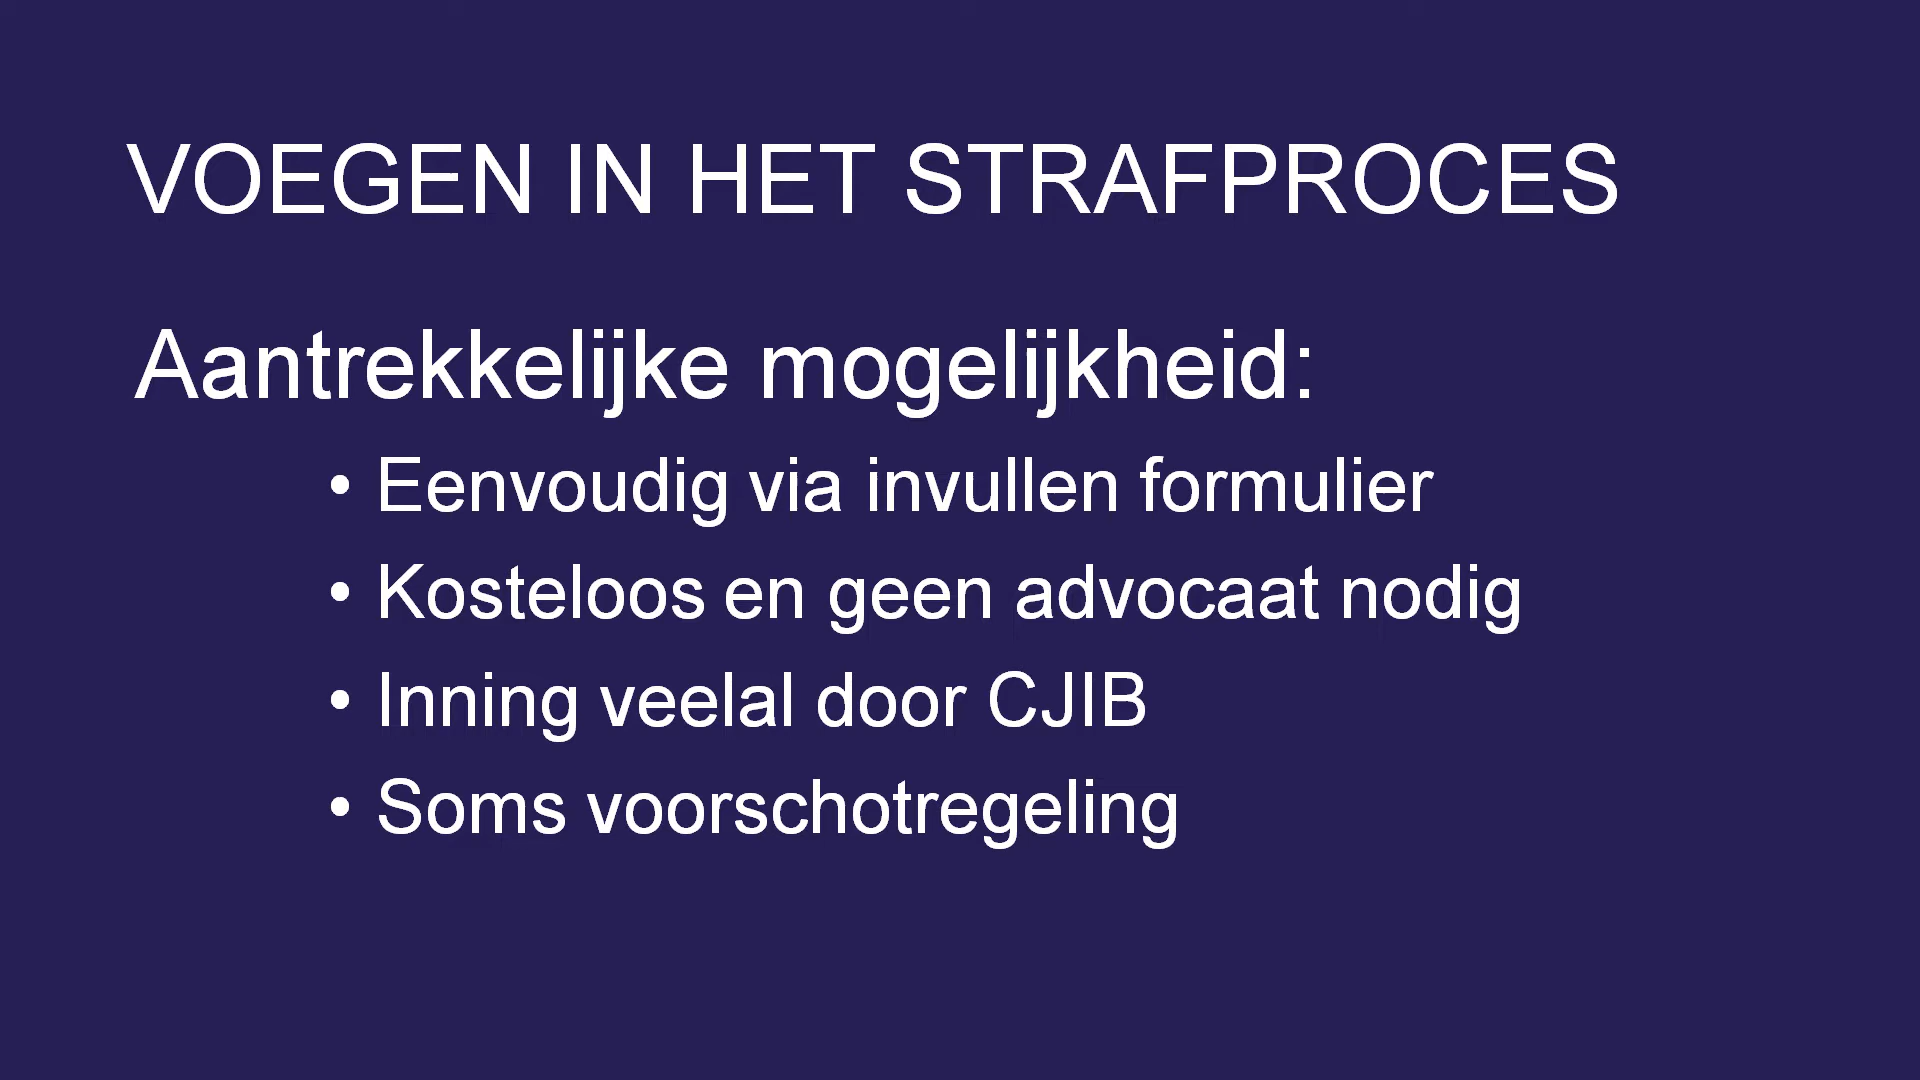 VOEGEN IN HET STRAFPROCES
Aantrekkelijke mogelijkheid:
• Eenvoudig via invullen formulier
• Kosteloos en geen advocaat nodig
• Inning veelal door CJIB
• Soms voorschotregeling